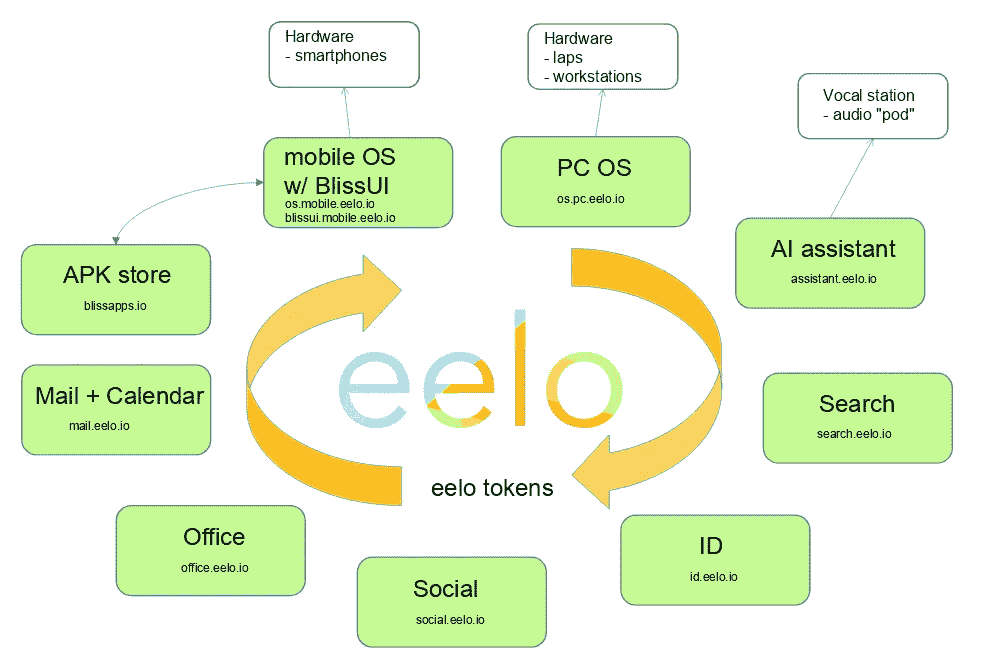 Hardware
- smartphones
Hardware
- laps
- workstations
Vocal station
- audio "pod"
mobile OS
w/ BlissUI
os.mobile.eelo.io
blissui.mobile.eelo.io
PC OS
os.pc.eelo.io
AI assistant
assistant.eelo.io
APK store
blissapps.io
Mail + Calendar
mail.eelo.io
eelo
Search
search.eelo.io
eelo tokens
Office
office.eelo.io
ID
id.eelo.io
Social
social.eelo.io